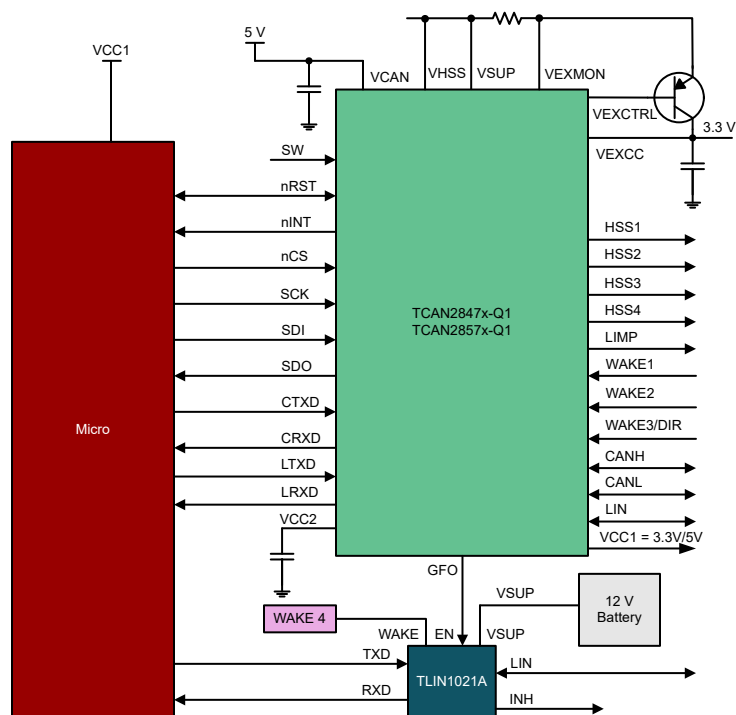 5 V
VCC1
VCAN
VHSS
VSUP
VEXMON
VEXCTRL
3.3 V
VEXCC
SW
nRST
nINT
nCS
SCK
SDI
SDO
CTXD
CRXD
LTXD
LRXD
VCC2
Micro
TCAN2847x-Q1
TCAN2857x-Q1
HSS1
HSS2
HSS3
HSS4
LIMP
WAKE1
WAKE2
WAKE3/DIR
CANH
CANL
LIN
VCC1 = 3.3V/5V
GFO
VSUP
12 V
Battery
WAKE 4
WAKE
EN
VSUP
TXD
TLIN1021A
LIN
RXD
INH